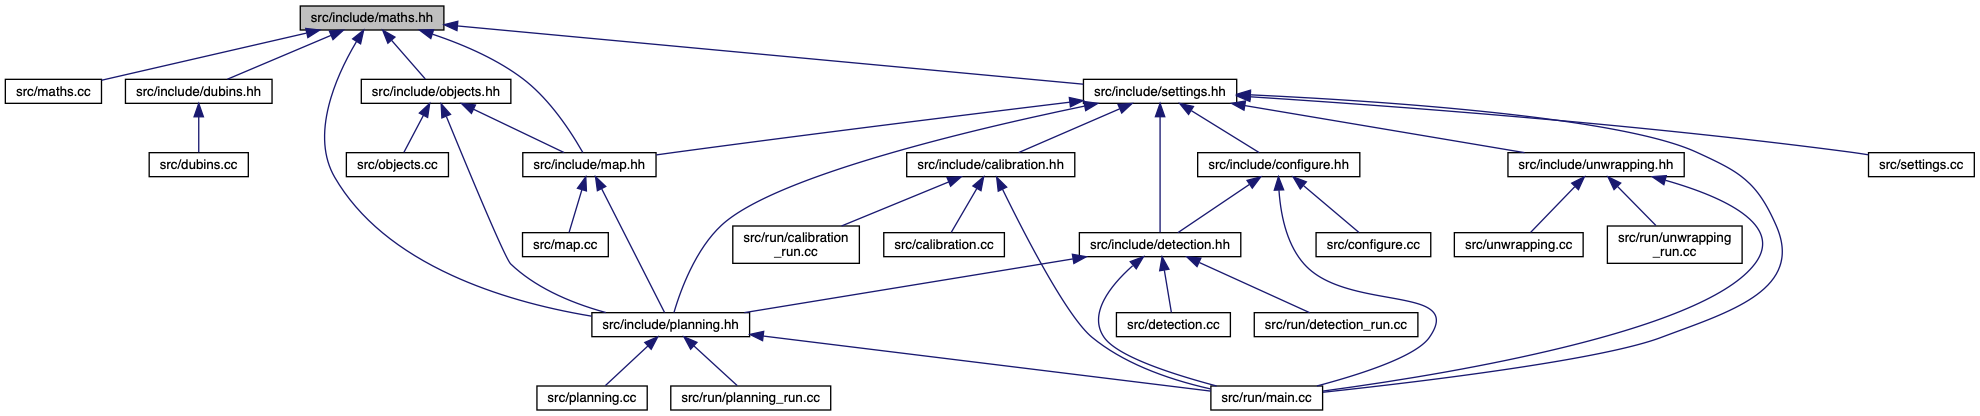 src/include/maths.hh
src/maths.cc
src/include/dubins.hh
src/include/objects.hh
src/include/settings.hh
src/dubins.cc
src/objects.cc
src/include/map.hh
src/include/calibration.hh
src/include/configure.hh
src/include/unwrapping.hh
src/settings.cc
src/map.cc
src/run/calibration
_run.cc
src/calibration.cc
src/include/detection.hh
src/configure.cc
src/unwrapping.cc
src/run/unwrapping
_run.cc
src/include/planning.hh
src/detection.cc
src/run/detection_run.cc
src/planning.cc
src/run/planning_run.cc
src/run/main.cc